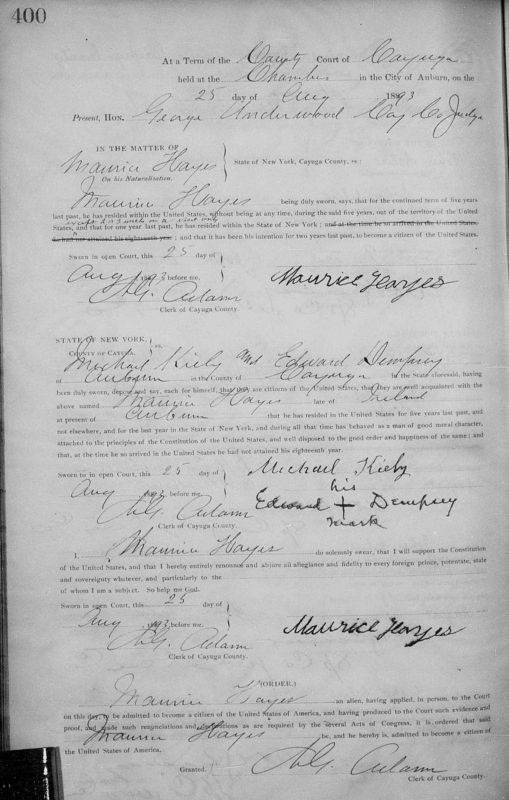 400
At a Term of the County Court of Cayuga
held at the Chambers in the City of Auburn, on the
25 day of Aug 1893
Present, HON. George Underwood Cay Co Judge
IN THE MATTER OF
Maurice Hayes
On his Naturalization.
State of New York, Cayuga County, ss:
Maurice Hayes being duly sworn, says, that for the continued term of five years
last past, he has resided within the United States, without being at any time, during the said five years, out of the territory of the United
except on a visit only
States, and that for one year last past, he has resided within the State of New York; and at the time he so arrived in the United States,
he had not attained his eighteenth year; and that it has been his intention for two years last past, to become a citizen of the United States.
Sworn in open Court, this 25 day of
Aug 1893 before me.
Clerk of Cayuga County.
Maurice Heayes
STATE OF NEW YORK, ss.
COUNTY OF CAYUGA.
Michael Kirby and Edward Dempsey
of Auburn in the County of Cayuga in the State aforesaid, having
been duly sworn, depose and say, each for himself, that they are citizens of the United States, that they are well acquainted with the
above named Maurice Hayes late of Ireland
at present of Auburn that he has resided in the United States for five years last past, and
not elsewhere, and for the last year in the State of New York, and during all that time has behaved as a man of good moral character,
attached to the principles of the Constitution of the United States, and well disposed to the good order and happiness of the same; and
that, at the time he so arrived in the United States he had not attained his eighteenth year.
Sworn to in open Court, this 25 day of
Aug 1893 before me.
Clerk of Cayuga County.
Michael Kirby
his
Edward + Dempsey
mark
I, Maurice Hayes do solemnly swear, that I will support the Constitution
of the United States, and that I hereby entirely renounce and abjure all allegiance and fidelity to every foreign prince, potentate, state
and sovereignty whatever, and particularly to the
of whom I am a subject. So help me God.
Sworn in open Court, this 25 day of
Aug 1893, before me.
Clerk of Cayuga County.
Maurice Heayes
(ORDER.)
Maurice Hayes an alien, having applied, in person, to the Court
on this day, to be admitted to become a citizen of the United States of America, and having produced to the Court such evidence and
proof, and made such renunciations and as are required by the several Acts of Congress, it is ordered that said
Maurice Hayes be, and he hereby is, admitted to become a citizen of
the United States of America.
Granted.
Clerk of Cayuga County.